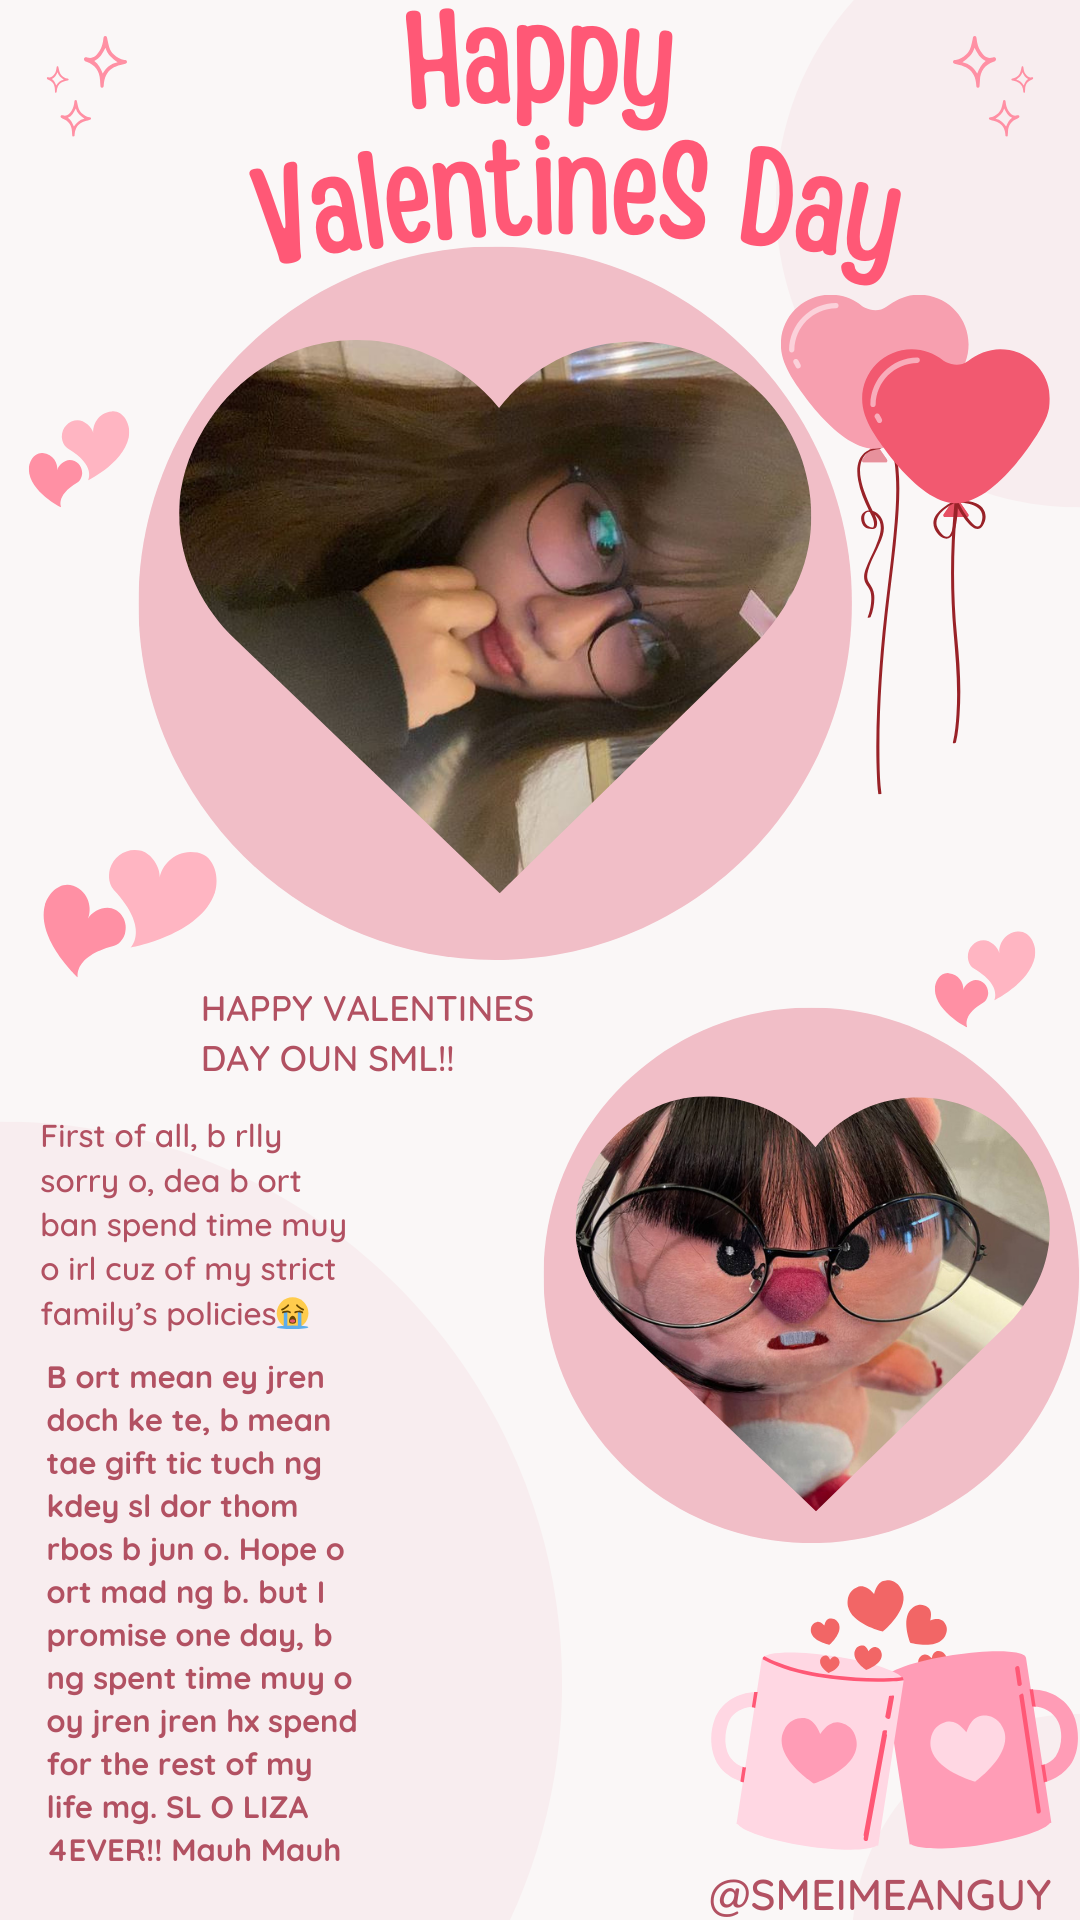 Happy
Valentines Day
HAPPY VALENTINES
DAY OUN SML!!
First of all, b rlly
sorry o, dea b ort
ban spend time muy
o irl cuz of my strict
family’s policies😭
B ort mean ey jren
doch ke te, b mean
tae gift tic tuch ng
kdey sl dor thom
rbos b jun o. Hope o
ort mad ng b. but I
promise one day, b
ng spent time muy o
oy jren jren hx spend
for the rest of my
life mg. SL O LIZA
4EVER!! Mauh Mauh
@SMEIMEANGUY